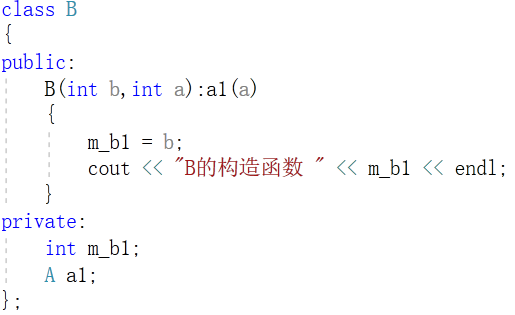 class B
{
public:
    B(int b,int a):a1(a)
    {
        m_b1 = b;
        cout << "B的构造函数 " << m_b1 << endl;
    }
private:
    int m_b1;
    A a1;
};